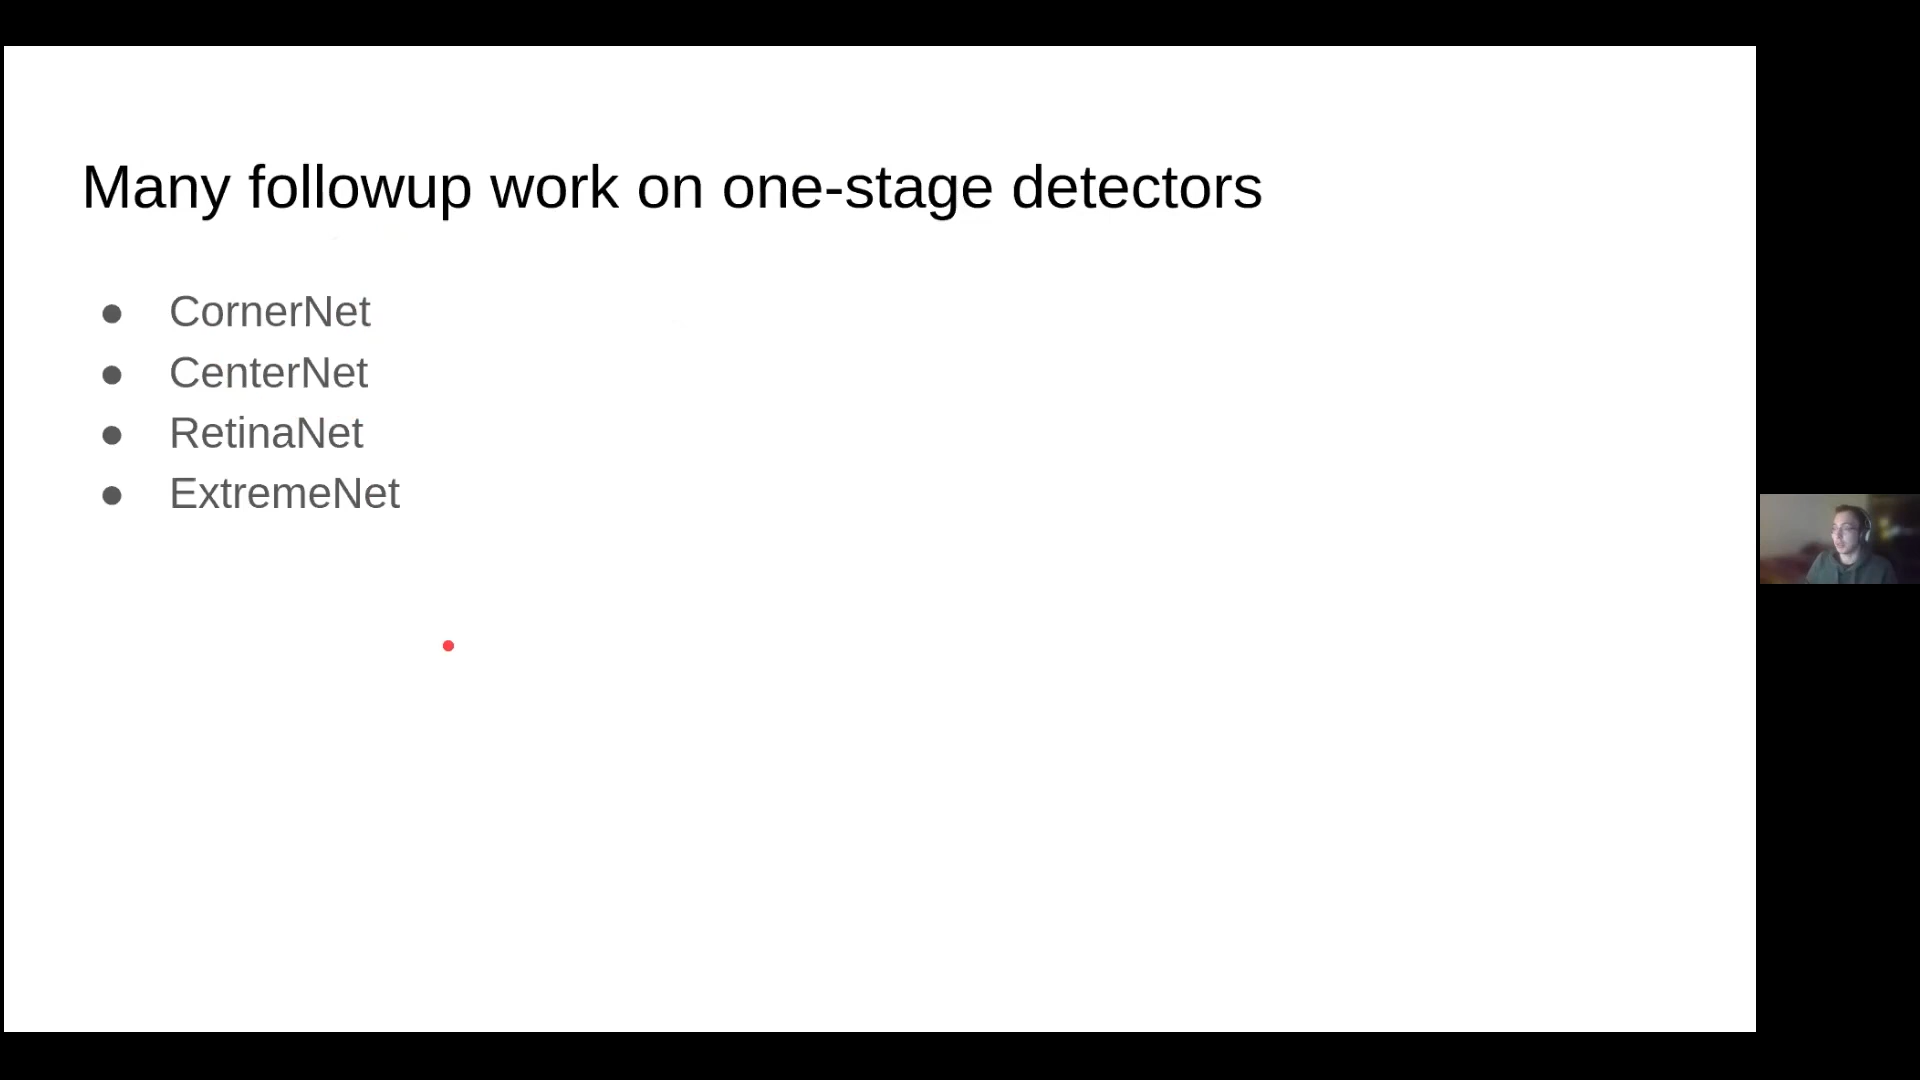 Many followup work on one-stage detectors
● CornerNet
● CenterNet
● RetinaNet
● ExtremeNet